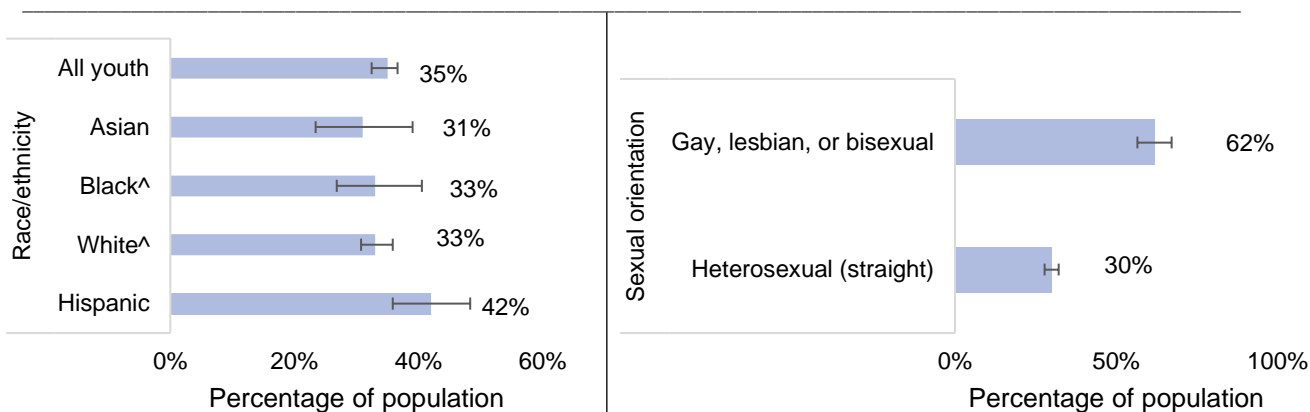 Race/ethnicity
All youth 35%
Asian 31%
Black^ 33%
White^ 33%
Hispanic 42%
0% 20% 40% 60%
Percentage of population
Sexual orientation
Gay, lesbian, or bisexual 62%
Heterosexual (straight) 30%
0% 50% 100%
Percentage of population